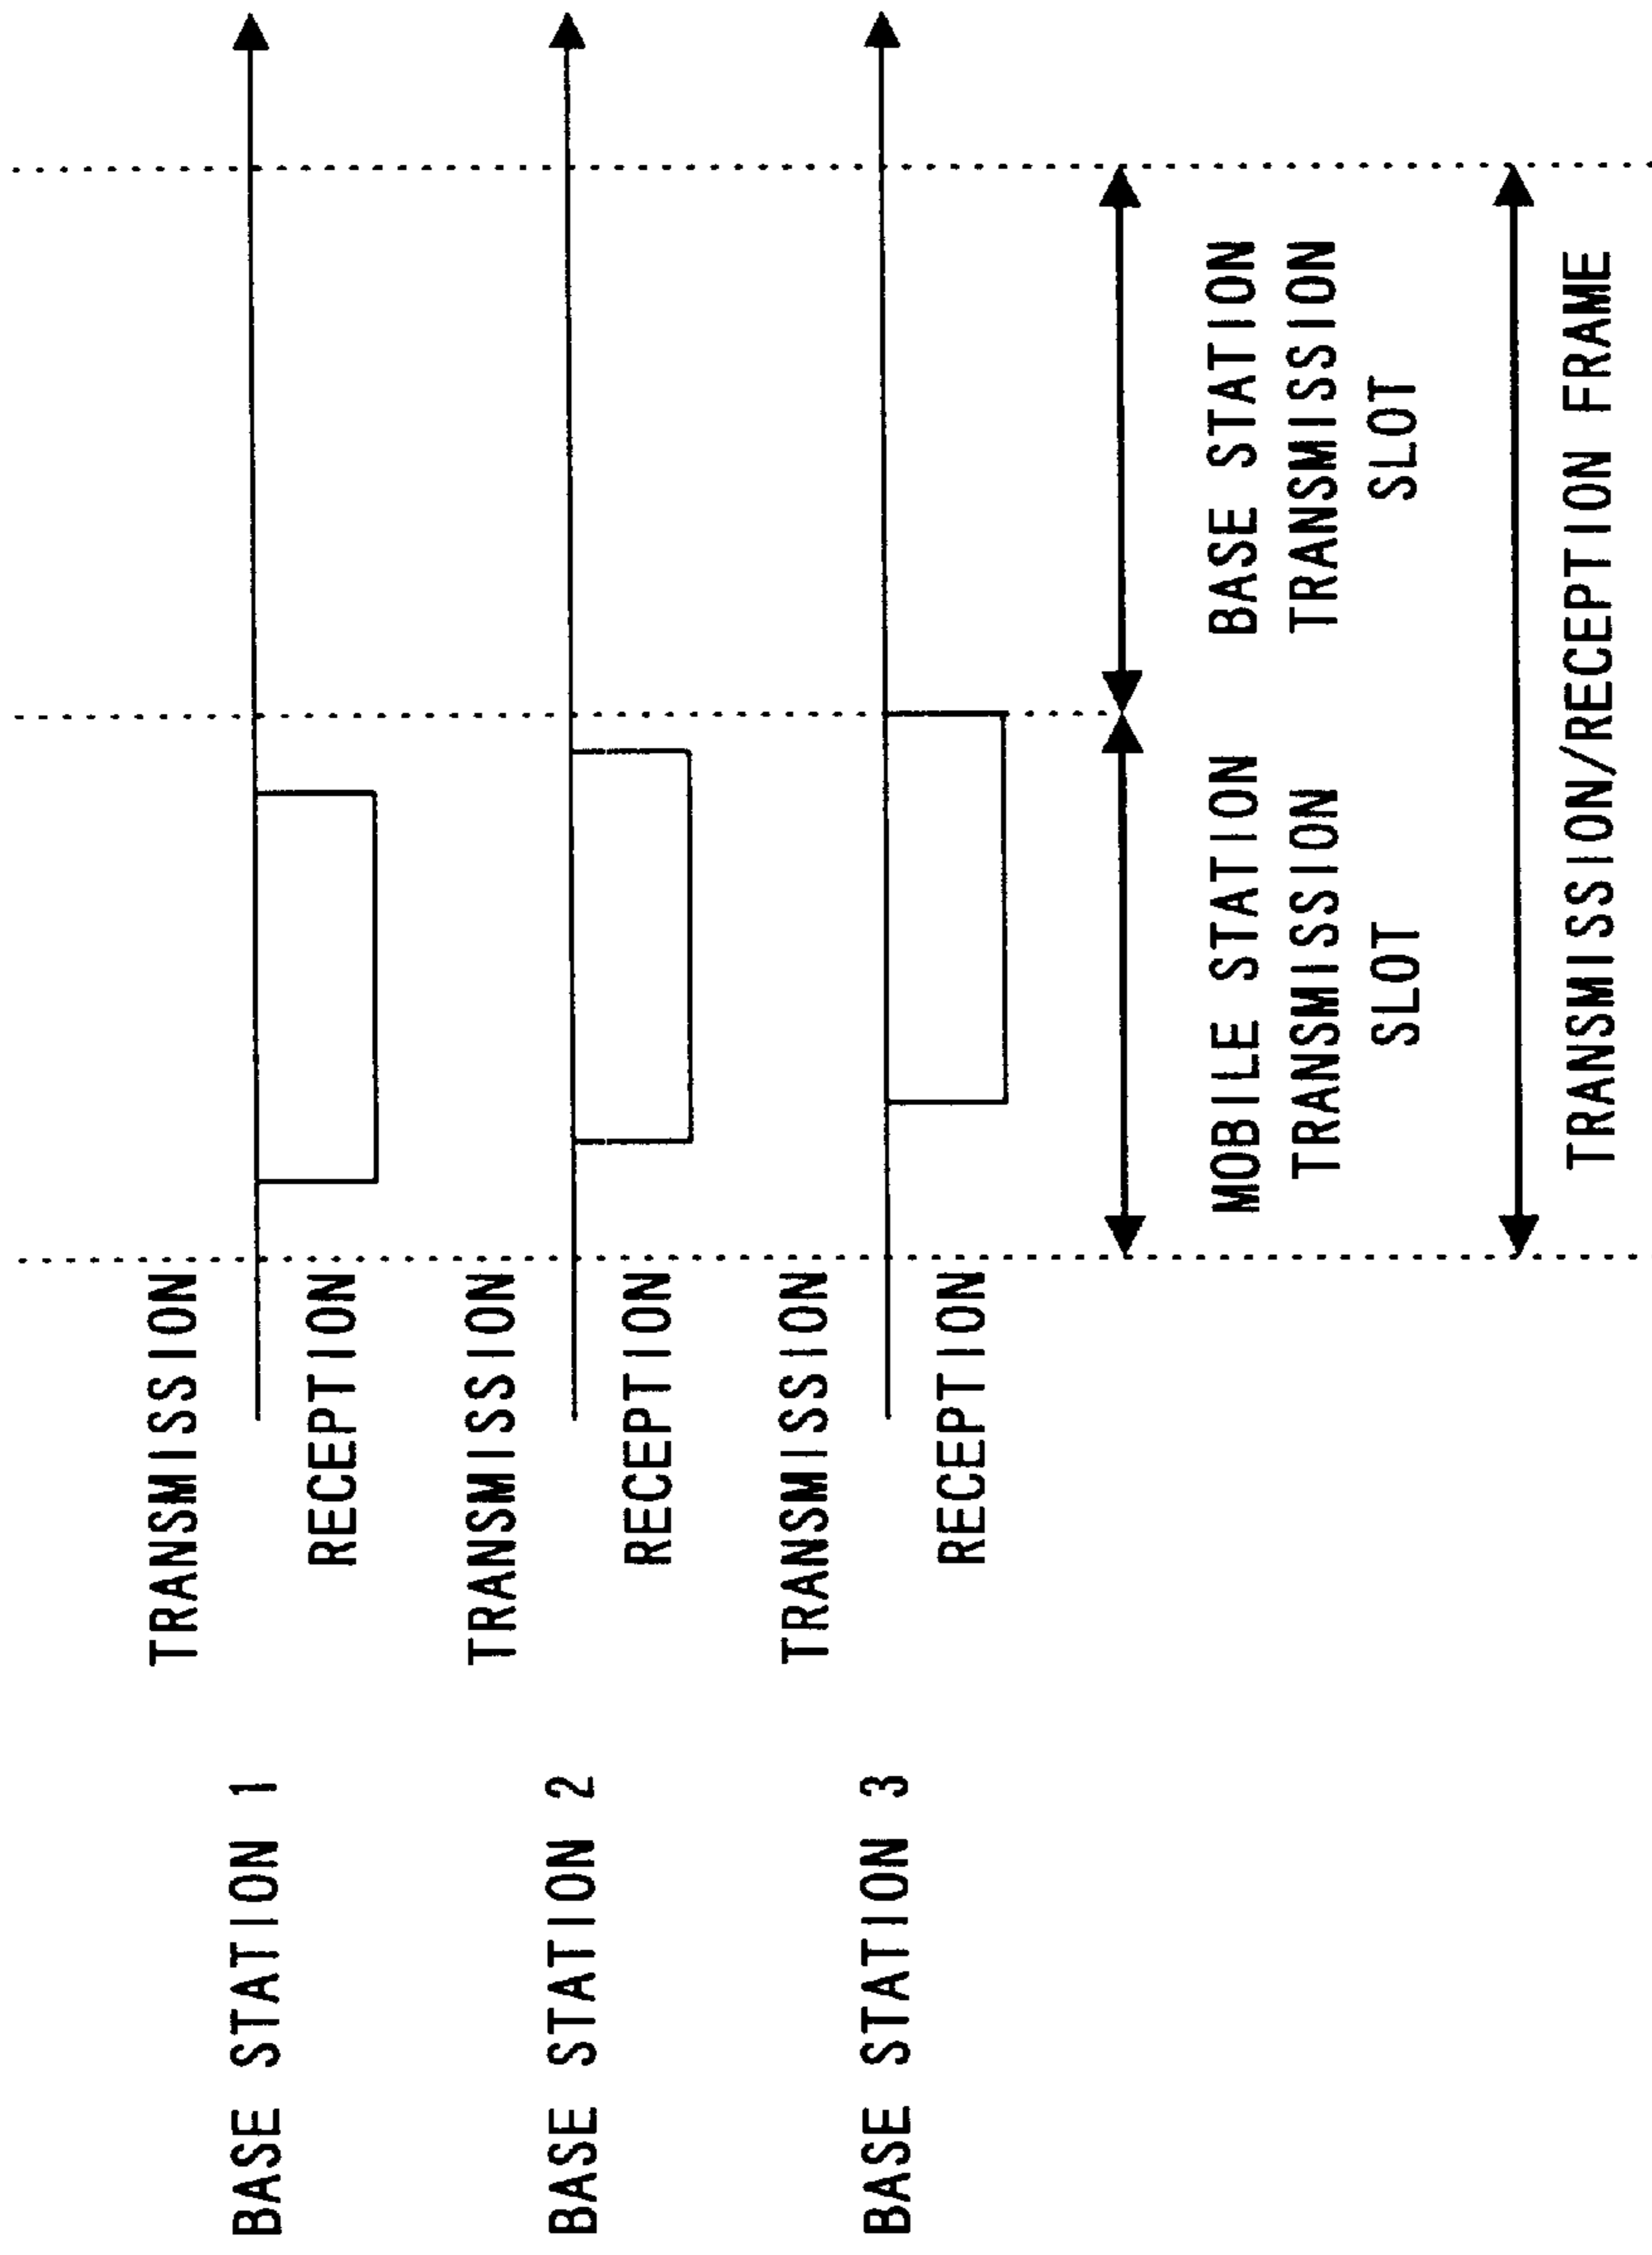 TRANSMISSION
BASE STATION 1
RECEPTION
TRANSMISSION
BASE STATION 2
RECEPTION
TRANSMISSION
BASE STATION 3
RECEPTION
MOBILE STATION
TRANSMISSION
SLOT
BASE STATION
TRANSMISSION
SLOT
TRANSMISSION/RECEPTION FRAME